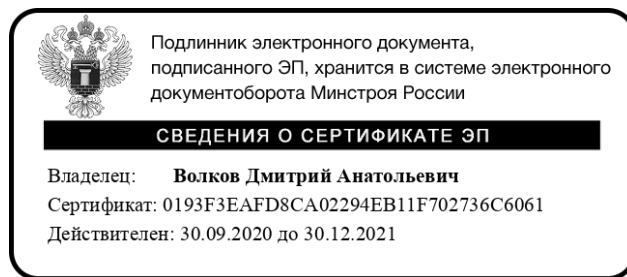 Подлинник электронного документа,
подписанного ЭП, хранится в системе электронного
документоборота Минстроя России
СВЕДЕНИЯ О СЕРТИФИКАТЕ ЭП
Владелец: Волков Дмитрий Анатольевич
Сертификат: 0193F3EAFD8CA02294EB11F702736C6061
Действителен: 30.09.2020 до 30.12.2021